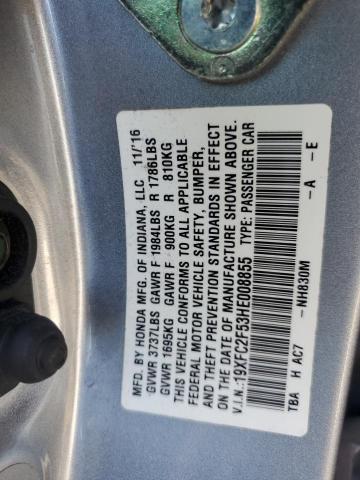 MFD. BY HONDA MFG. OF INDIANA, LLC 11/'16
GVWR 3737LBS GAWR F 1984LBS R 1786LBS
GVWR 1695KG GAWR F 900KG R 810KG
THIS VEHICLE CONFORMS TO ALL APPLICABLE
FEDERAL MOTOR VEHICLE SAFETY, BUMPER,
AND THEFT PREVENTION STANDARDS IN EFFECT
ON THE DATE OF MANUFACTURE SHOWN ABOVE.
V.I.N.:19XFC2F53HE008855 TYPE: PASSENGER CAR
TBA H AC7 -NH830M -A -E